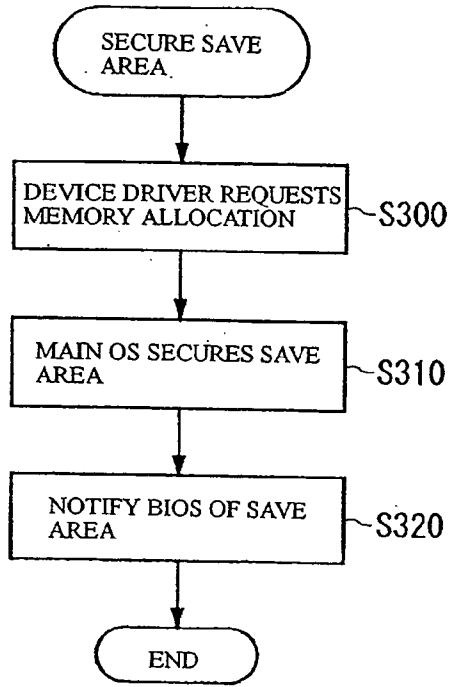 SECURE SAVE
AREA
DEVICE DRIVER REQUESTS
MEMORY ALLOCATION
S300
MAIN OS SECURES SAVE
AREA
S310
NOTIFY BIOS OF SAVE
AREA
S320
END